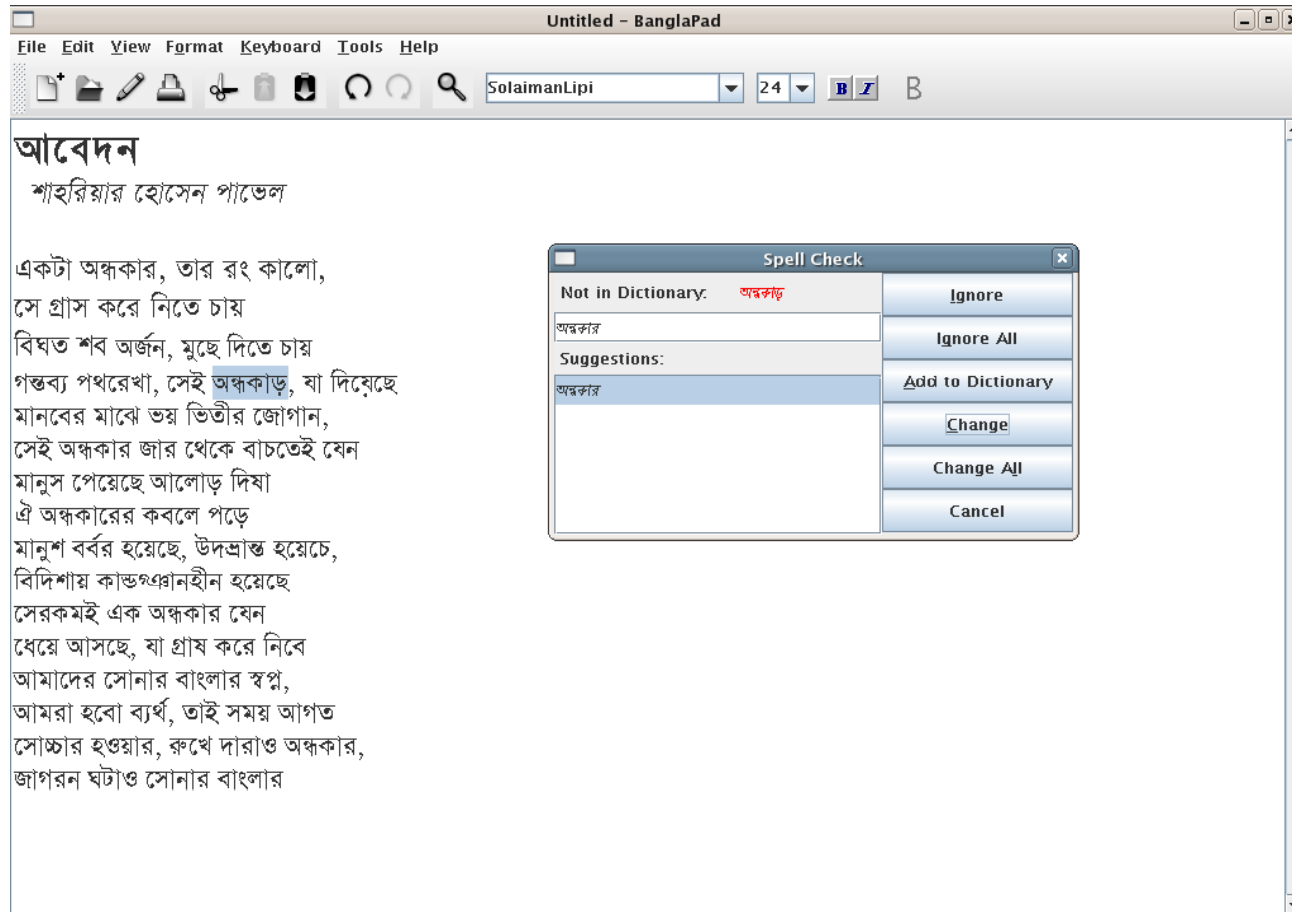 Untitled – BanglaPad
File Edit View Format Keyboard Tools Help
SolaimanLipi 24 B I B
আবেদন
শাহরিয়ার হোসেন পাভেল
একটা অন্ধকার, তার রং কালো,
সে গ্রাস করে নিতে চায়
বিঘত শব অর্জন, মুছে দিতে চায়
গন্তব্য পথরেখা, সেই অন্ধকাড়, যা দিয়েছে
মানবের মাঝে ভয় ভিতীর জোগান,
সেই অন্ধকার জার থেকে বাচতেই যেন
মানুস পেয়েছে আলোড় দিষা
ঐ অন্ধকারের কবলে পড়ে
মানুশ বর্বর হয়েছে, উদভ্রান্ত হয়েচে,
বিদিশায় কান্ডগ্জ্ঞানহীন হয়েছে
সেরকমই এক অন্ধকার যেন
ধেয়ে আসছে, যা গ্রাষ করে নিবে
আমাদের সোনার বাংলার স্বপ্ন,
আমরা হবো ব্যর্থ, তাই সময় আগত
সোচ্চার হওয়ার, রুখে দারাও অন্ধকার,
জাগরন ঘটাও সোনার বাংলার
Spell Check
Not in Dictionary: অন্ধকাড়
অন্ধকার
Suggestions:
অন্ধকার
Ignore
Ignore All
Add to Dictionary
Change
Change All
Cancel